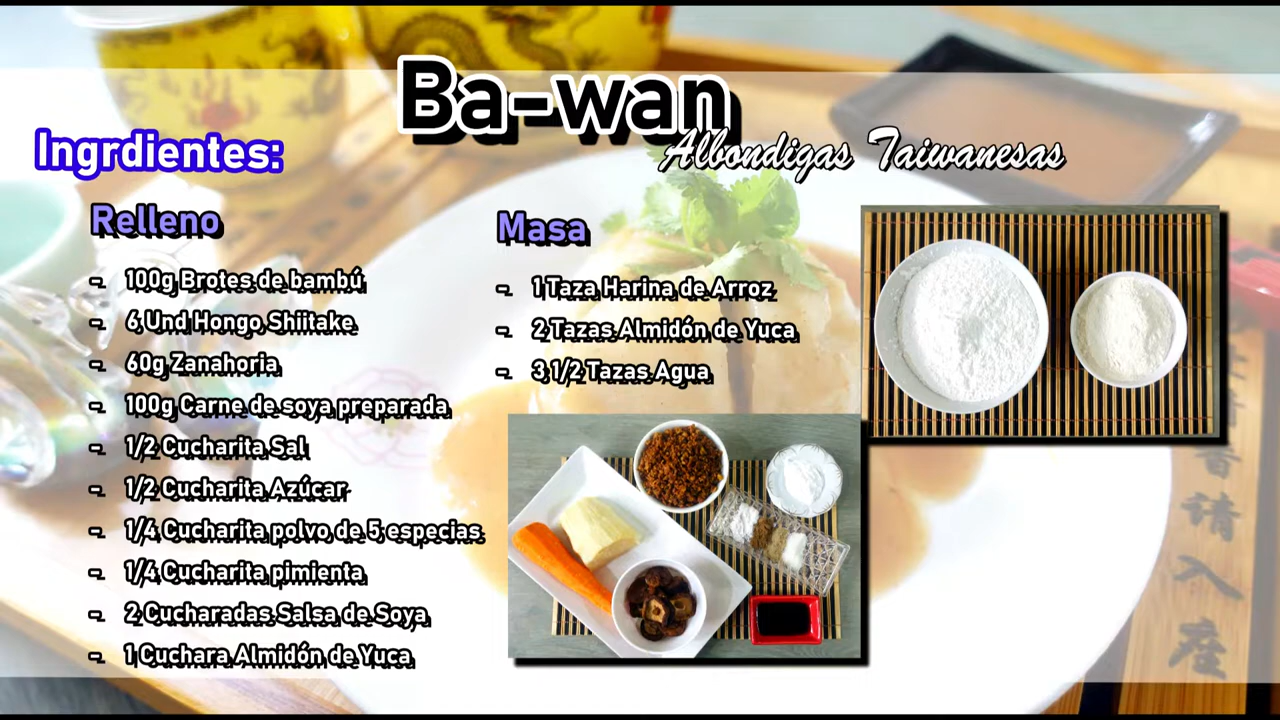 Ba-wan
Albondigas Taiwanesas
Ingrdientes:
Relleno
- 100g Brotes de bambú
- 6 Und Hongo Shiitake
- 60g Zanahoria
- 100g Carne de soya preparada
- 1/2 Cucharita Sal
- 1/2 Cucharita Azúcar
- 1/4 Cucharita polvo de 5 especias
- 1/4 Cucharita pimienta
- 2 Cucharadas Salsa de Soya
- 1 Cuchara Almidón de Yuca
Masa
- 1 Taza Harina de Arroz
- 2 Tazas Almidón de Yuca
- 3 1/2 Tazas Agua
請入座